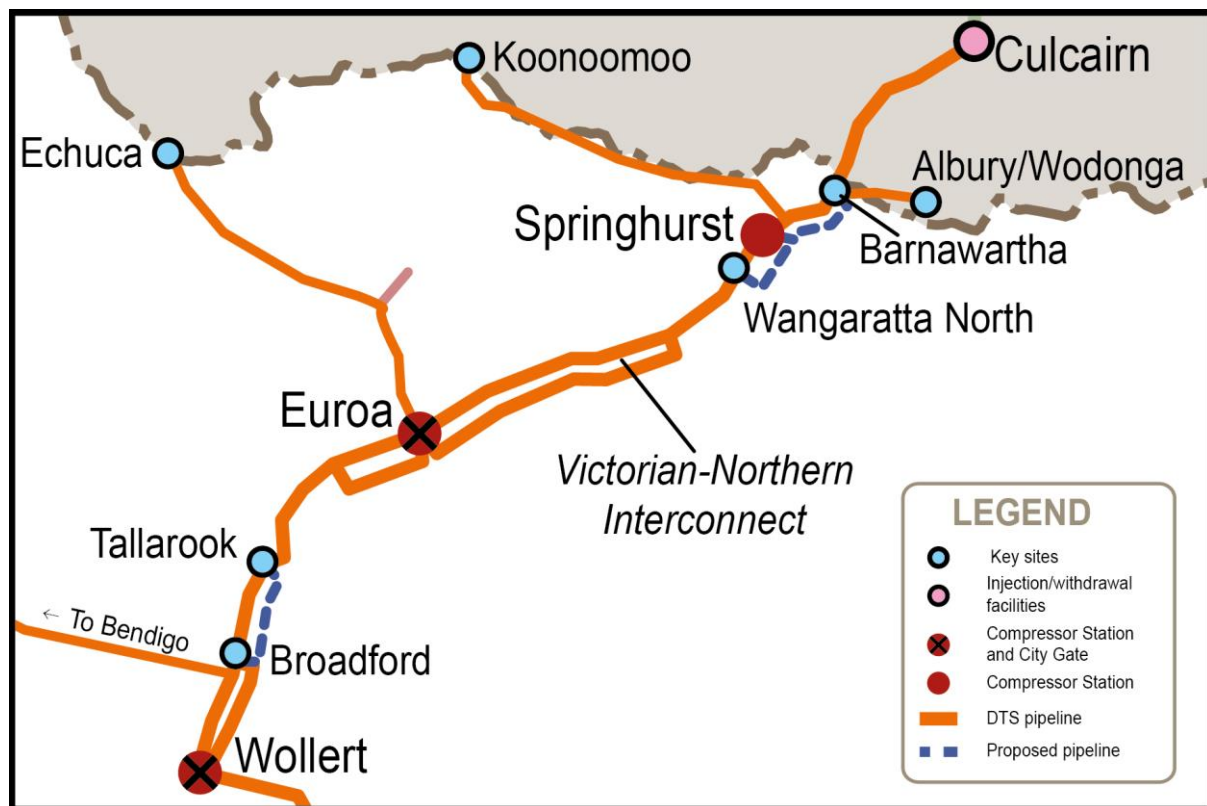 Koonoomoo
Culcairn
Echuca
Albury/Wodonga
Springhurst
Barnawartha
Wangaratta North
Euroa
Victorian-Northern
Interconnect
Tallarook
← To Bendigo
Broadford
Wollert
LEGEND
Key sites
Injection/withdrawal
facilities
Compressor Station
and City Gate
Compressor Station
DTS pipeline
Proposed pipeline